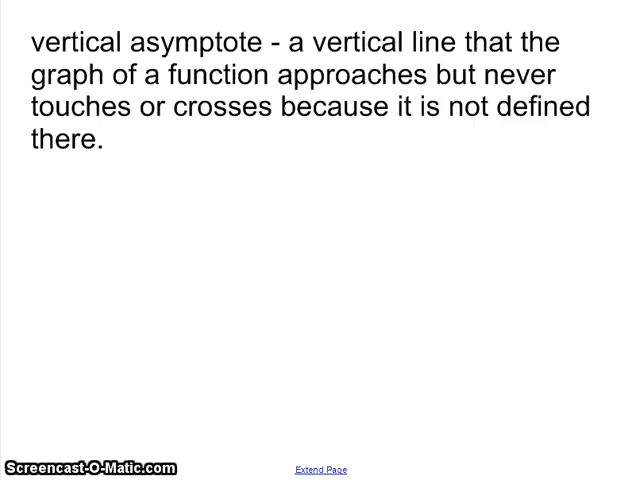 vertical asymptote - a vertical line that the
graph of a function approaches but never
touches or crosses because it is not defined
there.
Screencast-O-Matic.com
Extend Page